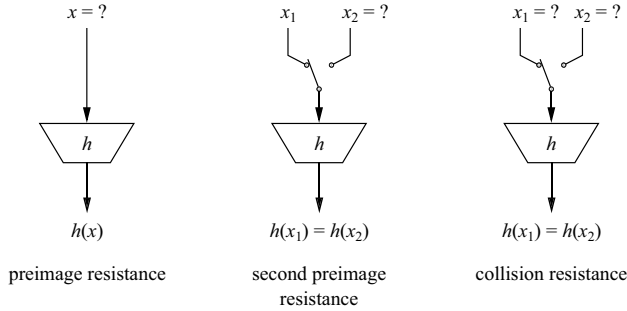 x = ?
x₁
x₂ = ?
x₁ = ?
x₂ = ?
h
h
h
h(x)
h(x₁) = h(x₂)
h(x₁) = h(x₂)
preimage resistance
second preimage
resistance
collision resistance